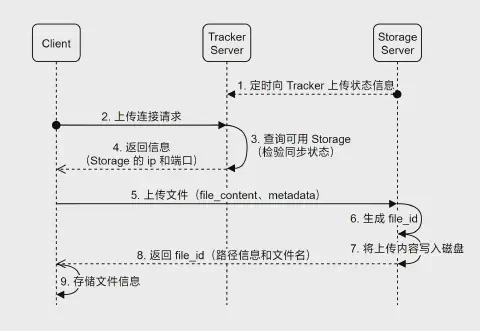 Client
Tracker
Server
Storage
Server
1. 定时向 Tracker 上传状态信息
2. 上传连接请求
3. 查询可用 Storage
（检验同步状态）
4. 返回信息
（Storage 的 ip 和端口）
5. 上传文件（file_content、metadata）
6. 生成 file_id
7. 将上传内容写入磁盘
8. 返回 file_id（路径信息和文件名）
9. 存储文件信息